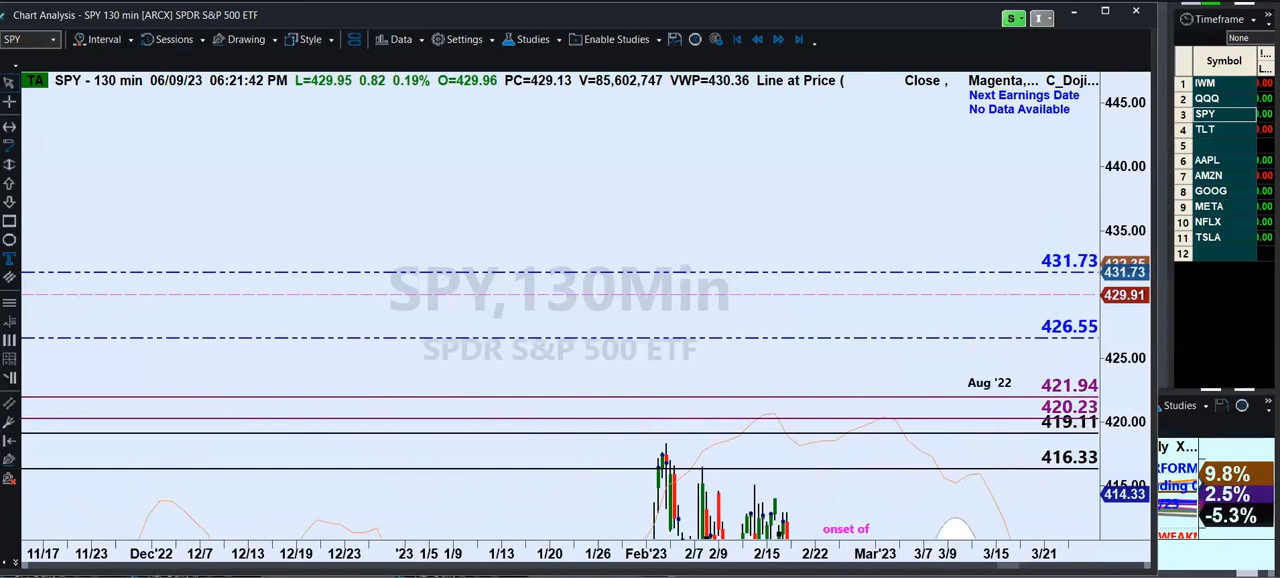 Chart Analysis - SPY 130 min [ARCX] SPDR S&P 500 ETF
S
I
SPY
Interval
Sessions
Drawing
Style
Data
Settings
Studies
Enable Studies
TA SPY - 130 min 06/09/23 06:21:42 PM L=429.95 0.82 0.19% O=429.96 PC=429.13 V=85,602,747 VWP=430.36 Line at Price ( Close , Magenta,... C_Doji...
Next Earnings Date
No Data Available
445.00
440.00
435.00
431.73
431.73
SPY,130Min
429.91
426.55
SPDR S&P 500 ETF
425.00
Aug '22 421.94
420.23
419.11
420.00
416.33
415.00
414.33
onset of
11/17 11/23 Dec'22 12/7 12/13 12/19 12/23 '23 1/5 1/9 1/13 1/20 1/26 Feb'23 2/7 2/9 2/15 2/22 Mar'23 3/7 3/9 3/15 3/21
Timeframe
None
Symbol
1 IWM
2 QQQ
3 SPY
4 TLT
5
6 AAPL
7 AMZN
8 GOOG
9 META
10 NFLX
11 TSLA
12
Studies
ly X...
9.8%
2.5%
-5.3%